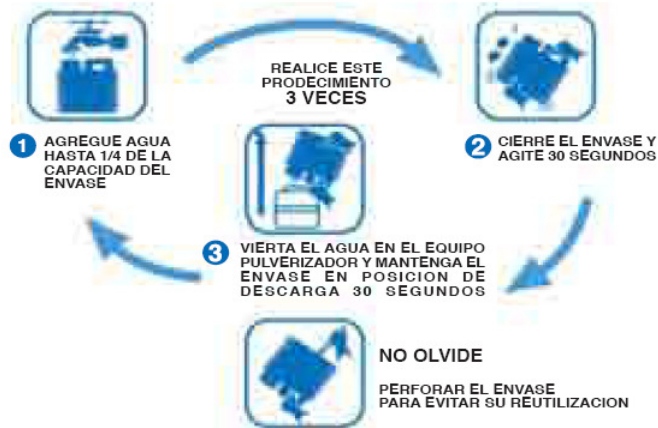 REALICE ESTE
PRODECIMIENTO
3 VECES
1 AGREGUE AGUA
HASTA 1/4 DE LA
CAPACIDAD DEL
ENVASE
2 CIERRE EL ENVASE Y
AGITE 30 SEGUNDOS
3 VIERTA EL AGUA EN EL EQUIPO
PULVERIZADOR Y MANTENGA EL
ENVASE EN POSICION DE
DESCARGA 30 SEGUNDOS
NO OLVIDE
PERFORAR EL ENVASE
PARA EVITAR SU REUTILIZACION